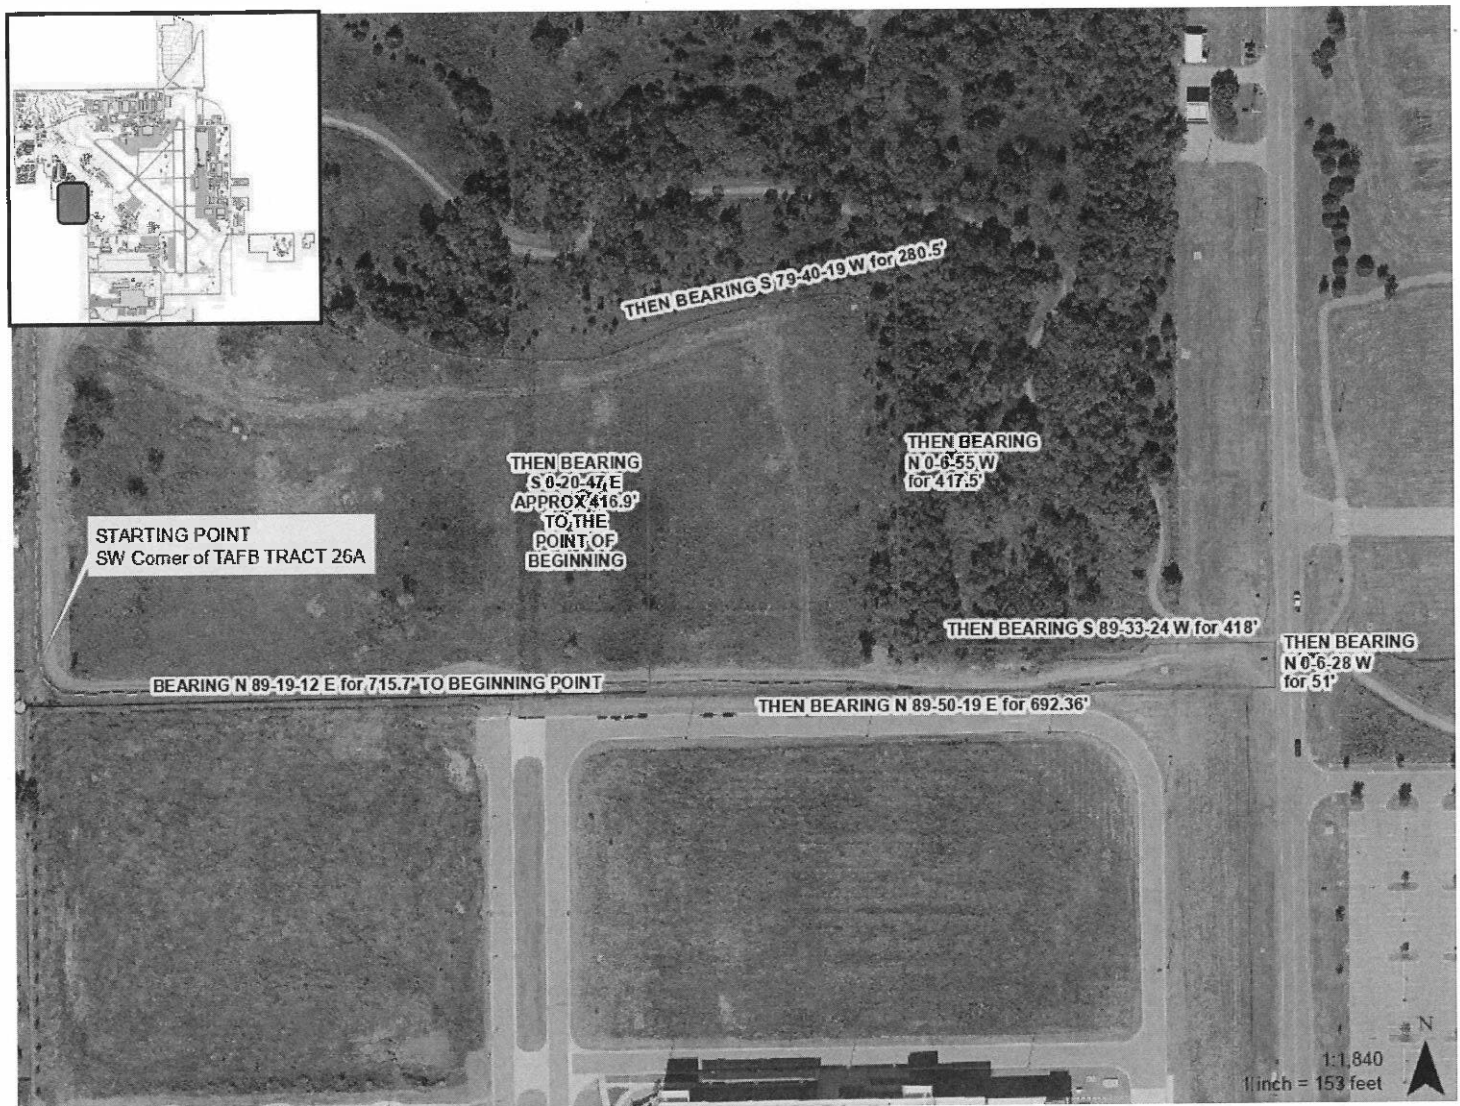 THEN BEARING S 79-40-19 W for 280.5'
THEN BEARING
N 0-6-55 W
for 417.5'
THEN BEARING
S 0-20-47 E
APPROX 416.9'
TO THE
POINT OF
BEGINNING
STARTING POINT
SW Corner of TAFB TRACT 26A
THEN BEARING S 89-33-24 W for 418'
THEN BEARING
N 0-6-28 W
for 51'
BEARING N 89-19-12 E for 715.7' TO BEGINNING POINT
THEN BEARING N 89-50-19 E for 692.36'
N
1:1,840
1 inch = 153 feet